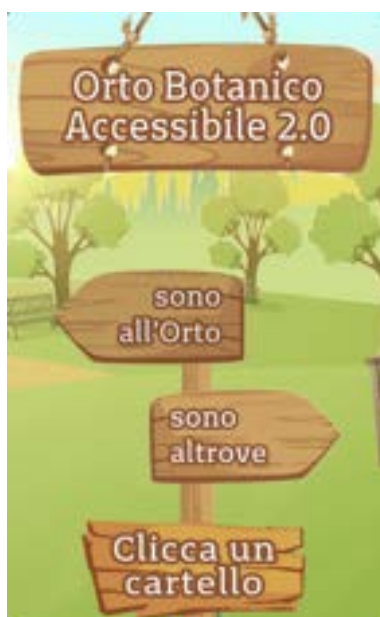 Orto Botanico
Accessibile 2.0
sono
all'Orto
sono
altrove
Clicca un
cartello